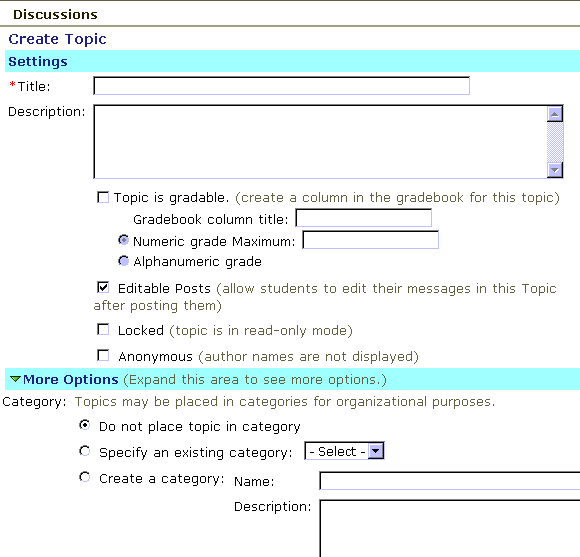 Discussions
Create Topic
Settings
*Title:
Description:
Topic is gradable. (create a column in the gradebook for this topic)
Gradebook column title:
Numeric grade Maximum:
Alphanumeric grade
Editable Posts (allow students to edit their messages in this Topic
after posting them)
Locked (topic is in read-only mode)
Anonymous (author names are not displayed)
More Options (Expand this area to see more options.)
Category: Topics may be placed in categories for organizational purposes.
Do not place topic in category
Specify an existing category: - Select -
Create a category: Name:
Description: